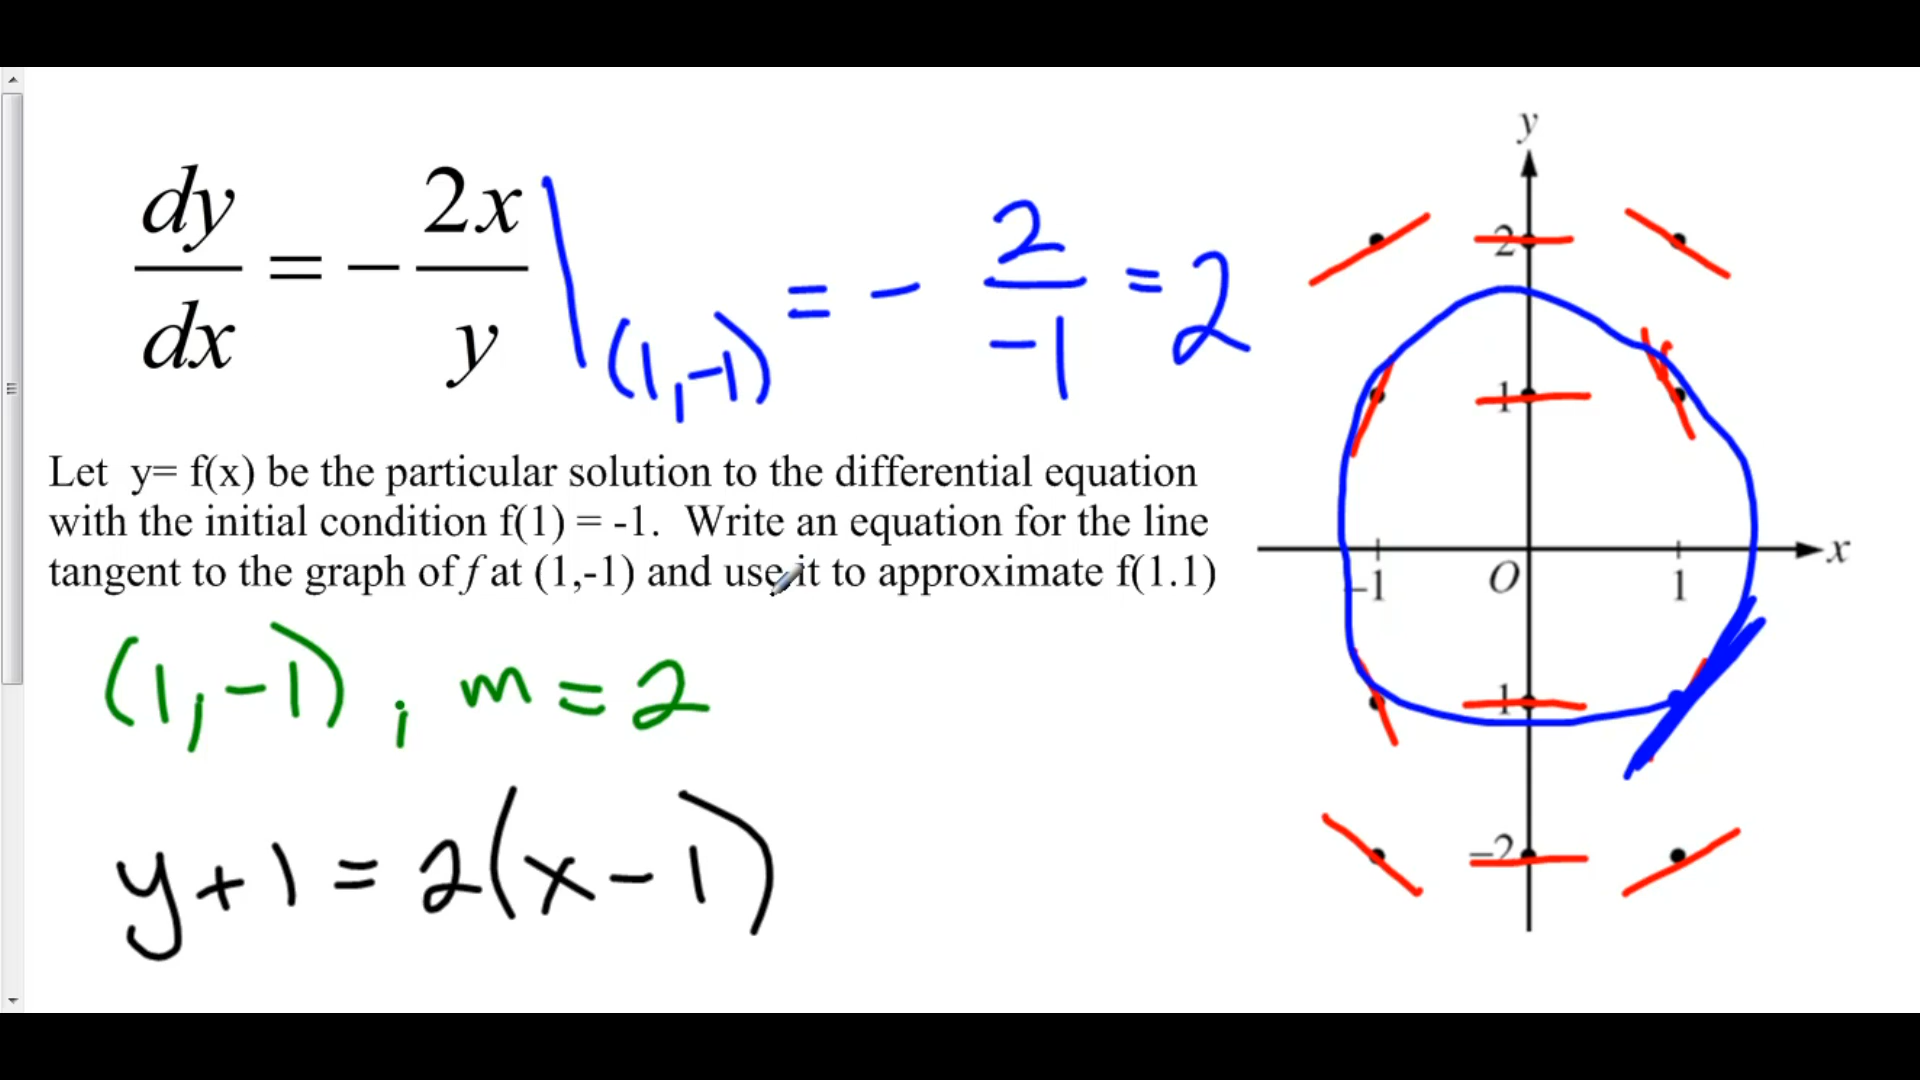 dy/dx = - 2x/y |(1,-1) = - 2/-1 = 2
Let y= f(x) be the particular solution to the differential equation
with the initial condition f(1) = -1. Write an equation for the line
tangent to the graph of f at (1,-1) and use it to approximate f(1.1)
(1,-1), m = 2
y+1 = 2(x-1)
y
2
1
-1 O 1 x
1
-2